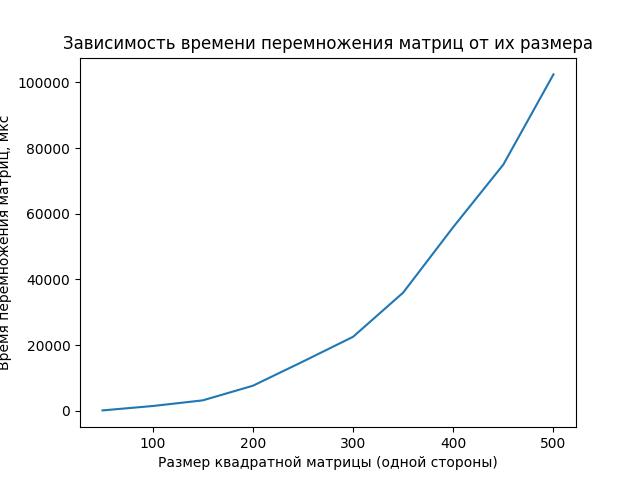 Зависимость времени перемножения матриц от их размера
100000
80000
60000
40000
20000
0
Время перемножения матриц, мкс
100 200 300 400 500
Размер квадратной матрицы (одной стороны)